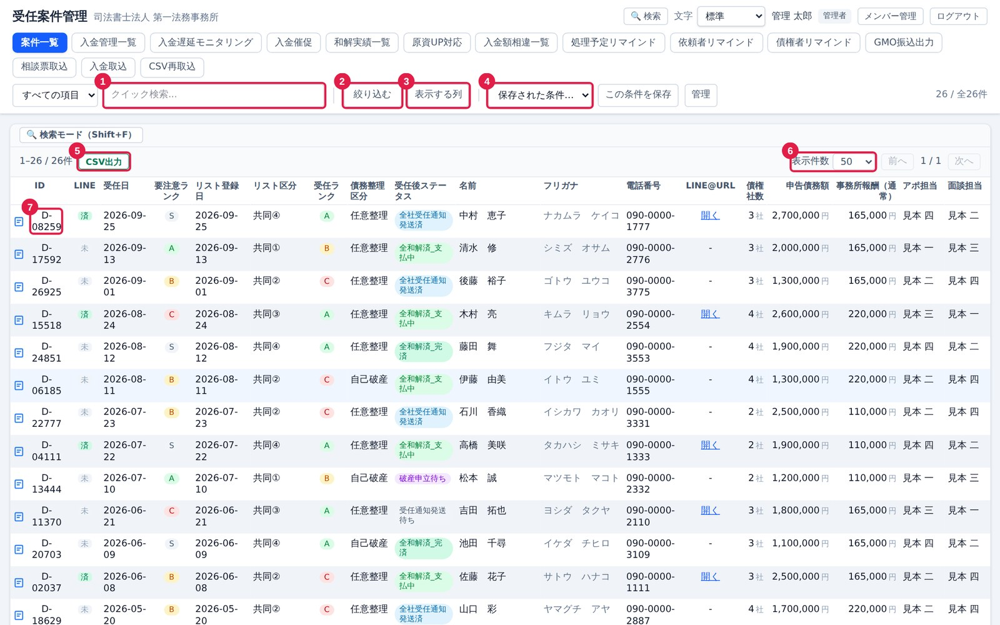 受任案件管理 司法書士法人 第一法務事務所 🔍 検索 文字 標準 管理 太郎 管理者 メンバー管理 ログアウト
案件一覧 入金管理一覧 入金遅延モニタリング 入金催促 和解実績一覧 原資UP対応 入金額相違一覧 処理予定リマインド 依頼者リマインド 債権者リマインド GMO振込出力
相談票取込 入金取込 CSV再取込
1 2 3 4
すべての項目 クイック検索... 絞り込む 表示する列 保存された条件... この条件を保存 管理 26 / 全26件
🔍 検索モード（Shift+F）
5 6
1–26 / 26件 CSV出力 表示件数 50 前へ 1 / 1 次へ
ID LINE 受任日 要注意ランク リスト登録日 リスト区分 受任ランク 債務整理区分 受任後ステータス 名前 フリガナ 電話番号 LINE@URL 債権社数 申告債務額 事務所報酬（通常） アポ担当 面談担当
7
D-08259 済 2026-09-25 S 2026-09-25 共同④ A 任意整理 全社受任通知発送済 中村　恵子 ナカムラ　ケイコ 090-0000-1777 開く 3社 2,700,000円 165,000円 見本 四 見本 二
D-17592 未 2026-09-13 A 2026-09-13 共同① B 任意整理 全和解済_支払中 清水　修 シミズ　オサム 090-0000-2776 - 3社 2,000,000円 165,000円 見本 一 見本 三
D-26925 未 2026-09-01 B 2026-09-01 共同② C 任意整理 全社受任通知発送済 後藤　裕子 ゴトウ　ユウコ 090-0000-3775 - 3社 1,300,000円 165,000円 見本 二 見本 四
D-15518 済 2026-08-24 C 2026-08-24 共同③ A 任意整理 全和解済_支払中 木村　亮 キムラ　リョウ 090-0000-2554 開く 4社 2,600,000円 220,000円 見本 三 見本 一
D-24851 未 2026-08-12 S 2026-08-12 共同④ A 任意整理 全和解済_完済 藤田　舞 フジタ　マイ 090-0000-3553 - 4社 1,900,000円 220,000円 見本 四 見本 二
D-06185 未 2026-08-11 B 2026-08-11 共同② C 自己破産 全和解済_支払中 伊藤　由美 イトウ　ユミ 090-0000-1555 - 4社 1,300,000円 220,000円 見本 二 見本 四
D-22777 未 2026-07-23 B 2026-07-23 共同② C 任意整理 全社受任通知発送済 石川　香織 イシカワ　カオリ 090-0000-3331 - 2社 2,500,000円 110,000円 見本 二 見本 四
D-04111 済 2026-07-22 S 2026-07-22 共同④ A 任意整理 全和解済_支払中 高橋　美咲 タカハシ　ミサキ 090-0000-1333 開く 2社 1,900,000円 110,000円 見本 四 見本 二
D-13444 未 2026-07-10 A 2026-07-10 共同① B 自己破産 破産申立待ち 松本　誠 マツモト　マコト 090-0000-2332 - 2社 1,200,000円 110,000円 見本 一 見本 三
D-11370 未 2026-06-21 C 2026-06-21 共同③ A 任意整理 受任通知発送待ち 吉田　拓也 ヨシダ　タクヤ 090-0000-2110 開く 3社 1,800,000円 165,000円 見本 三 見本 一
D-20703 未 2026-06-09 S 2026-06-09 共同④ A 自己破産 全和解済_完済 池田　千尋 イケダ　チヒロ 090-0000-3109 - 3社 1,100,000円 165,000円 見本 四 見本 二
D-02037 済 2026-06-08 B 2026-06-08 共同② C 任意整理 全和解済_支払中 佐藤　花子 サトウ　ハナコ 090-0000-1111 開く 3社 2,500,000円 165,000円 見本 二 見本 四
D-18629 未 2026-05-20 B 2026-05-20 共同② C 任意整理 全社受任通知発送済 山口　彩 ヤマグチ　アヤ 090-0000-2887 - 4社 1,700,000円 220,000円 見本 二 見本 四